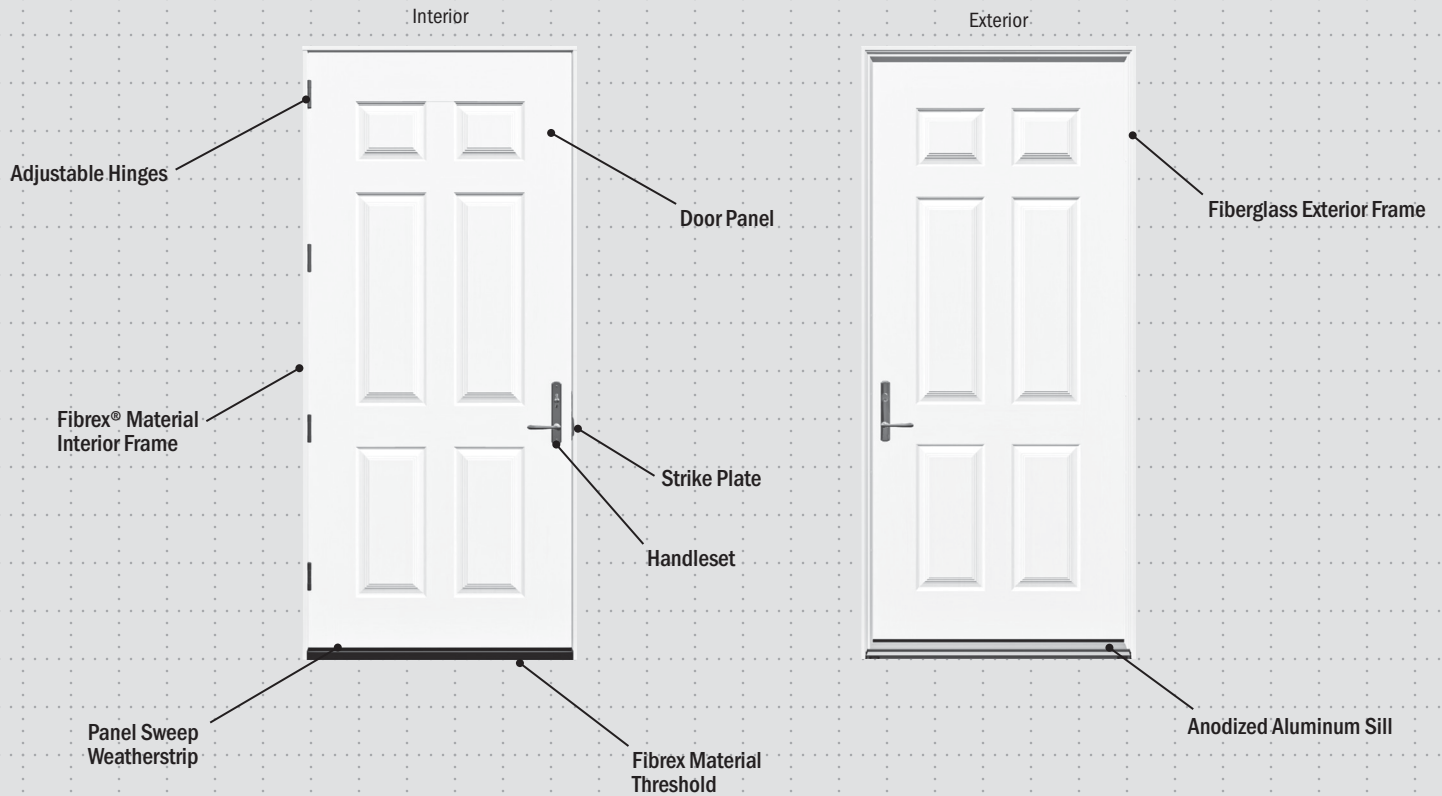 Interior
Exterior
Adjustable Hinges
Door Panel
Fiberglass Exterior Frame
Fibrex® Material
Interior Frame
Strike Plate
Handleset
Panel Sweep
Weatherstrip
Fibrex Material
Threshold
Anodized Aluminum Sill